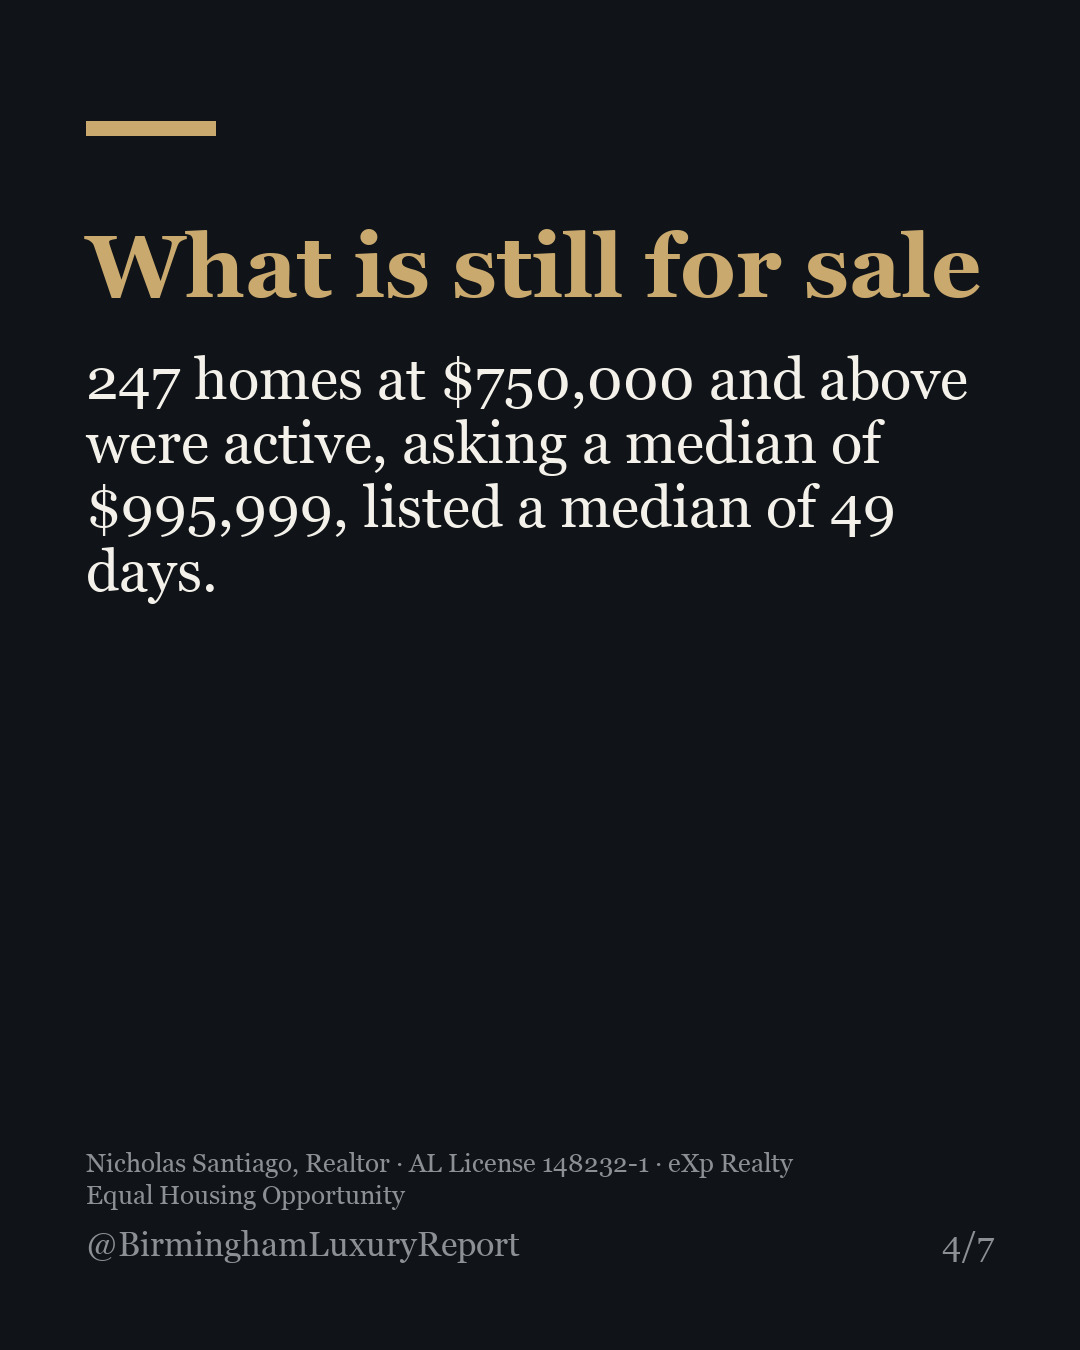 What is still for sale
247 homes at $750,000 and above
were active, asking a median of
$995,999, listed a median of 49
days.
Nicholas Santiago, Realtor · AL License 148232-1 · eXp Realty
Equal Housing Opportunity
@BirminghamLuxuryReport
4/7